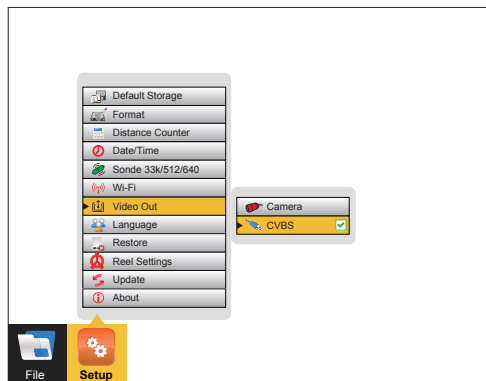 Default Storage
Format
Distance Counter
Date/Time
Sonde 33k/512/640
Wi-Fi
Video Out
Language
Restore
Reel Settings
Update
About
Camera
CVBS
File
Setup